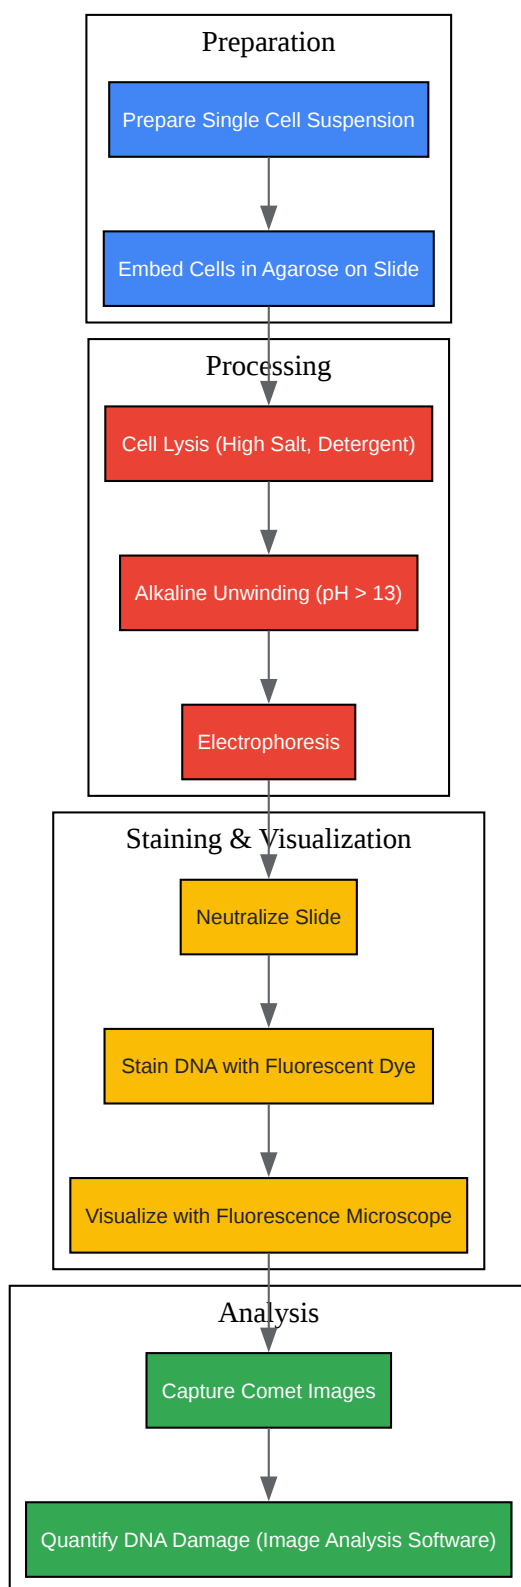 Preparation
Prepare Single Cell Suspension
Embed Cells in Agarose on Slide
Processing
Cell Lysis (High Salt, Detergent)
Alkaline Unwinding (pH > 13)
Electrophoresis
Staining & Visualization
Neutralize Slide
Stain DNA with Fluorescent Dye
Visualize with Fluorescence Microscope
Analysis
Capture Comet Images
Quantify DNA Damage (Image Analysis Software)